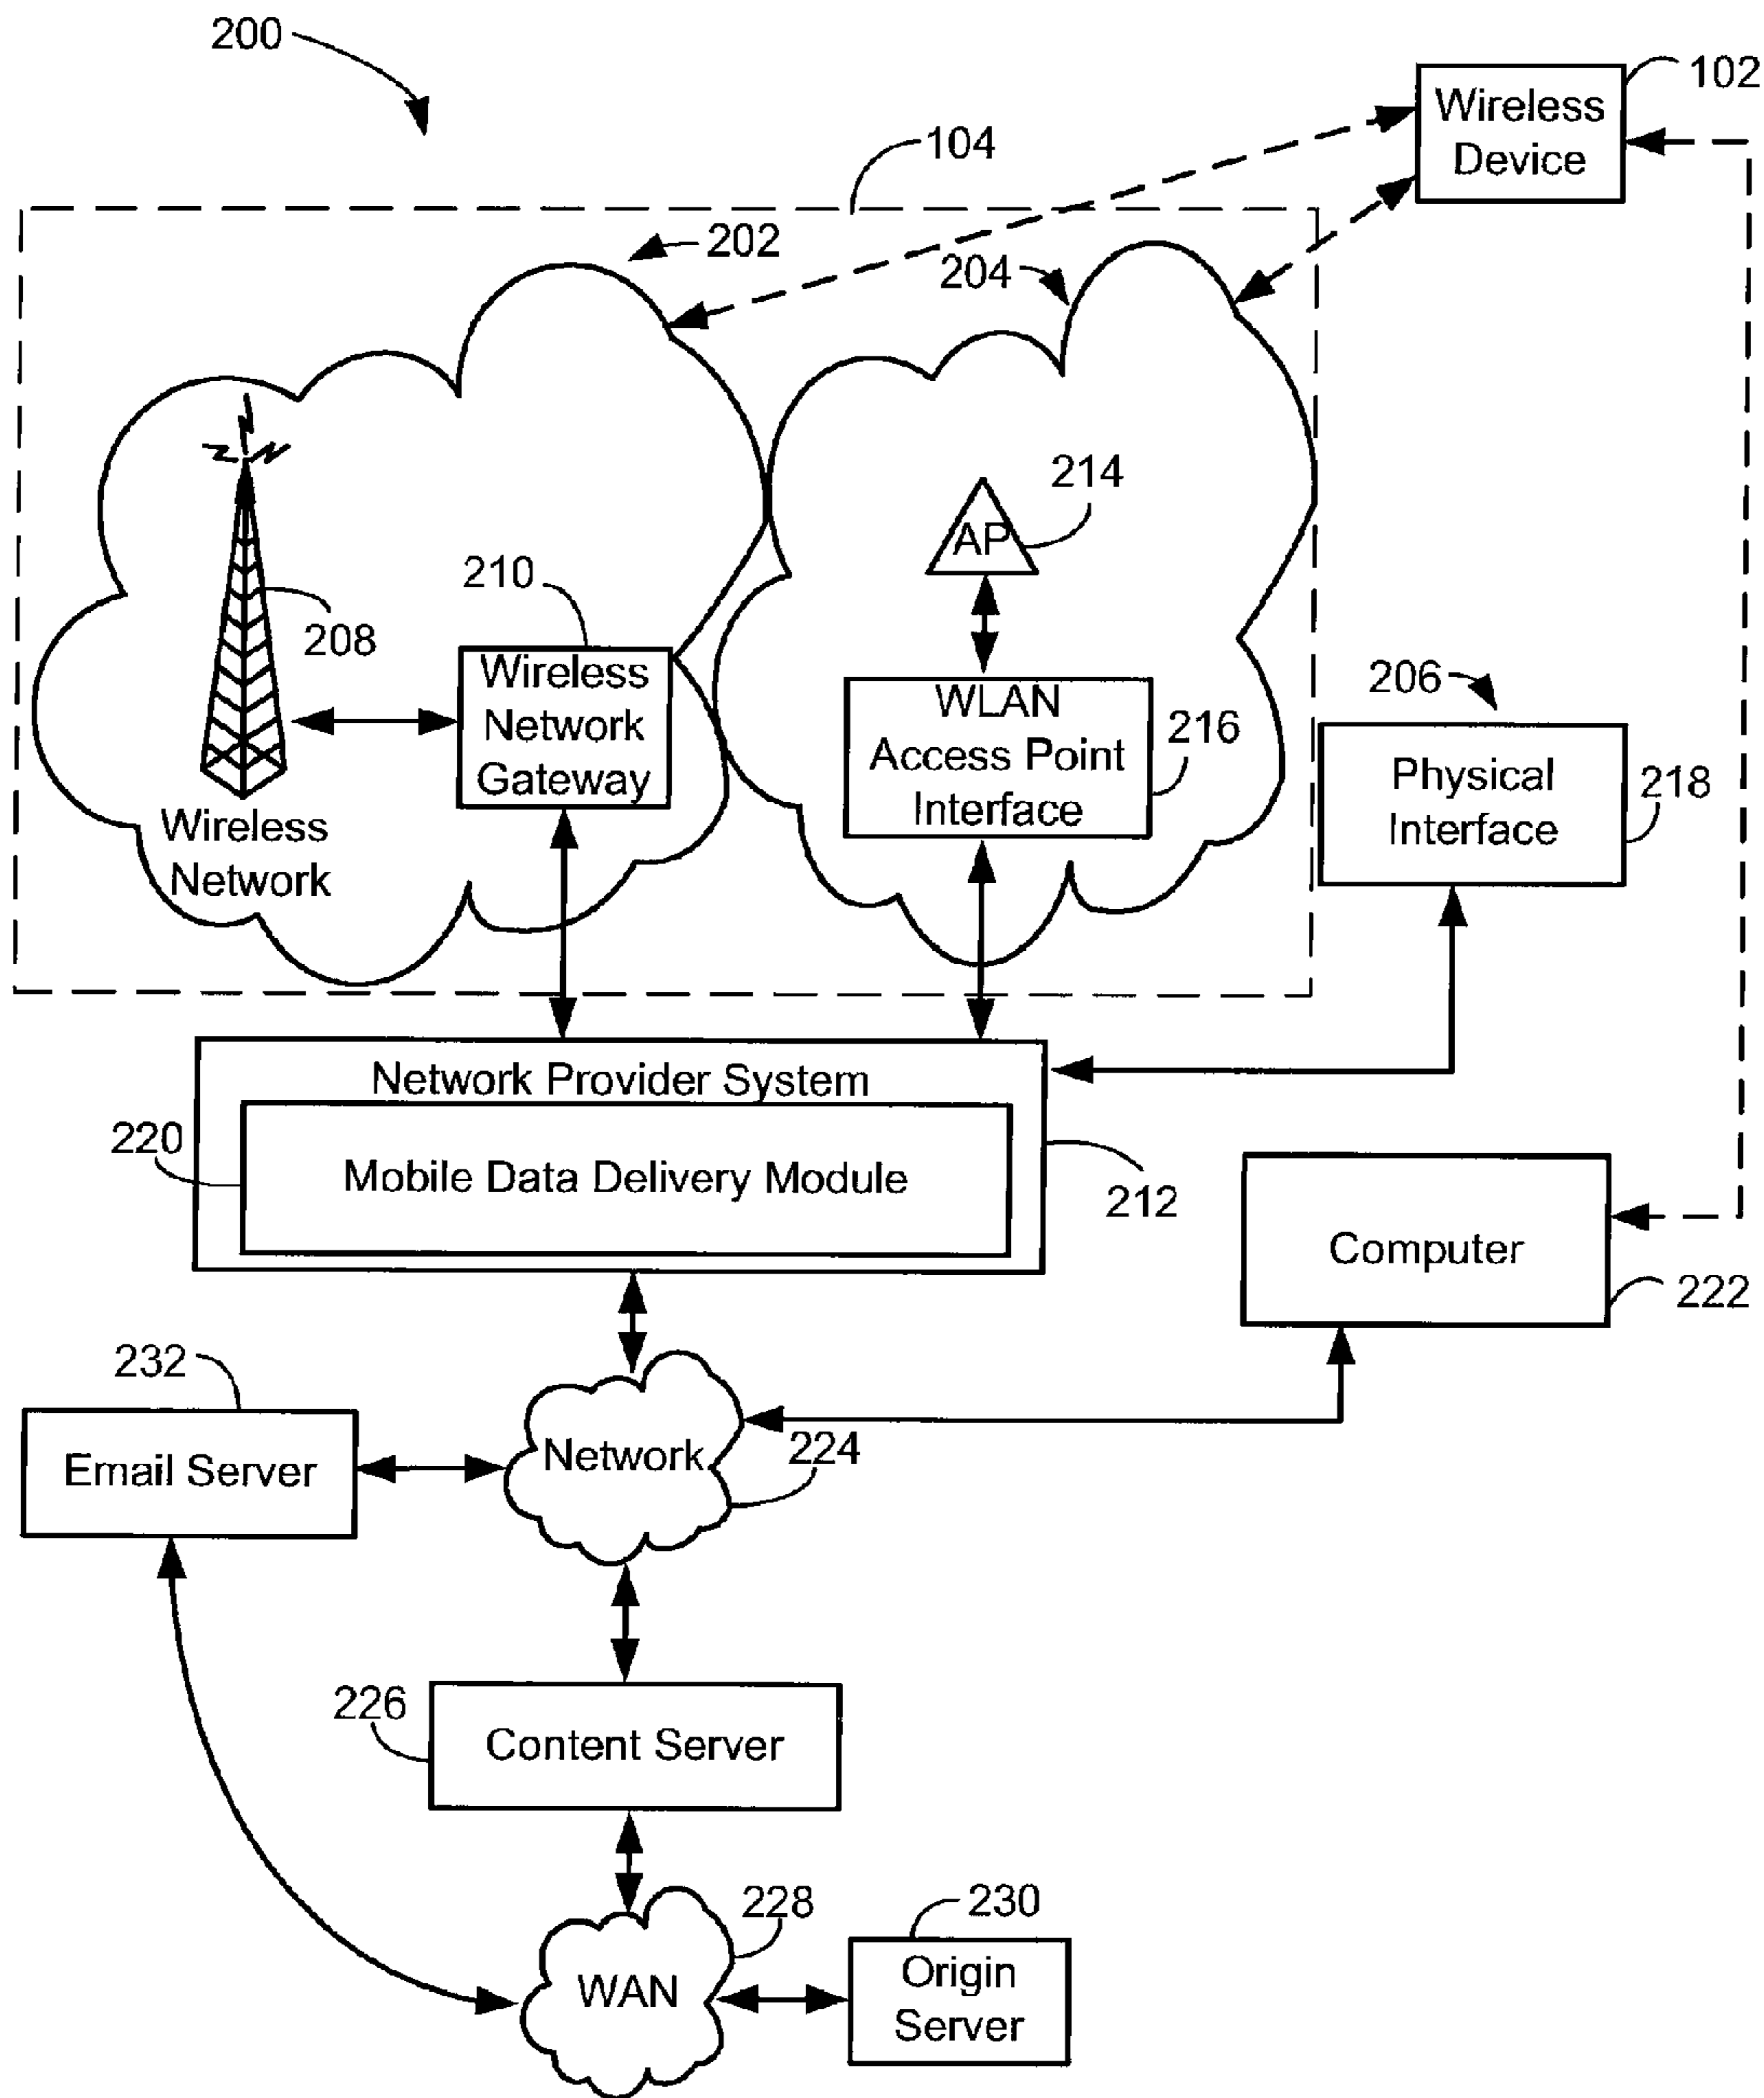 200
102
Wireless
Device
104
202
204
214
AP
210
208
Wireless
Network
Gateway
WLAN
Access Point
Interface
216
206
Physical
Interface
218
Wireless
Network
Network Provider System
220
Mobile Data Delivery Module
212
Computer
222
232
Email Server
Network
224
226
Content Server
228
230
WAN
Origin
Server